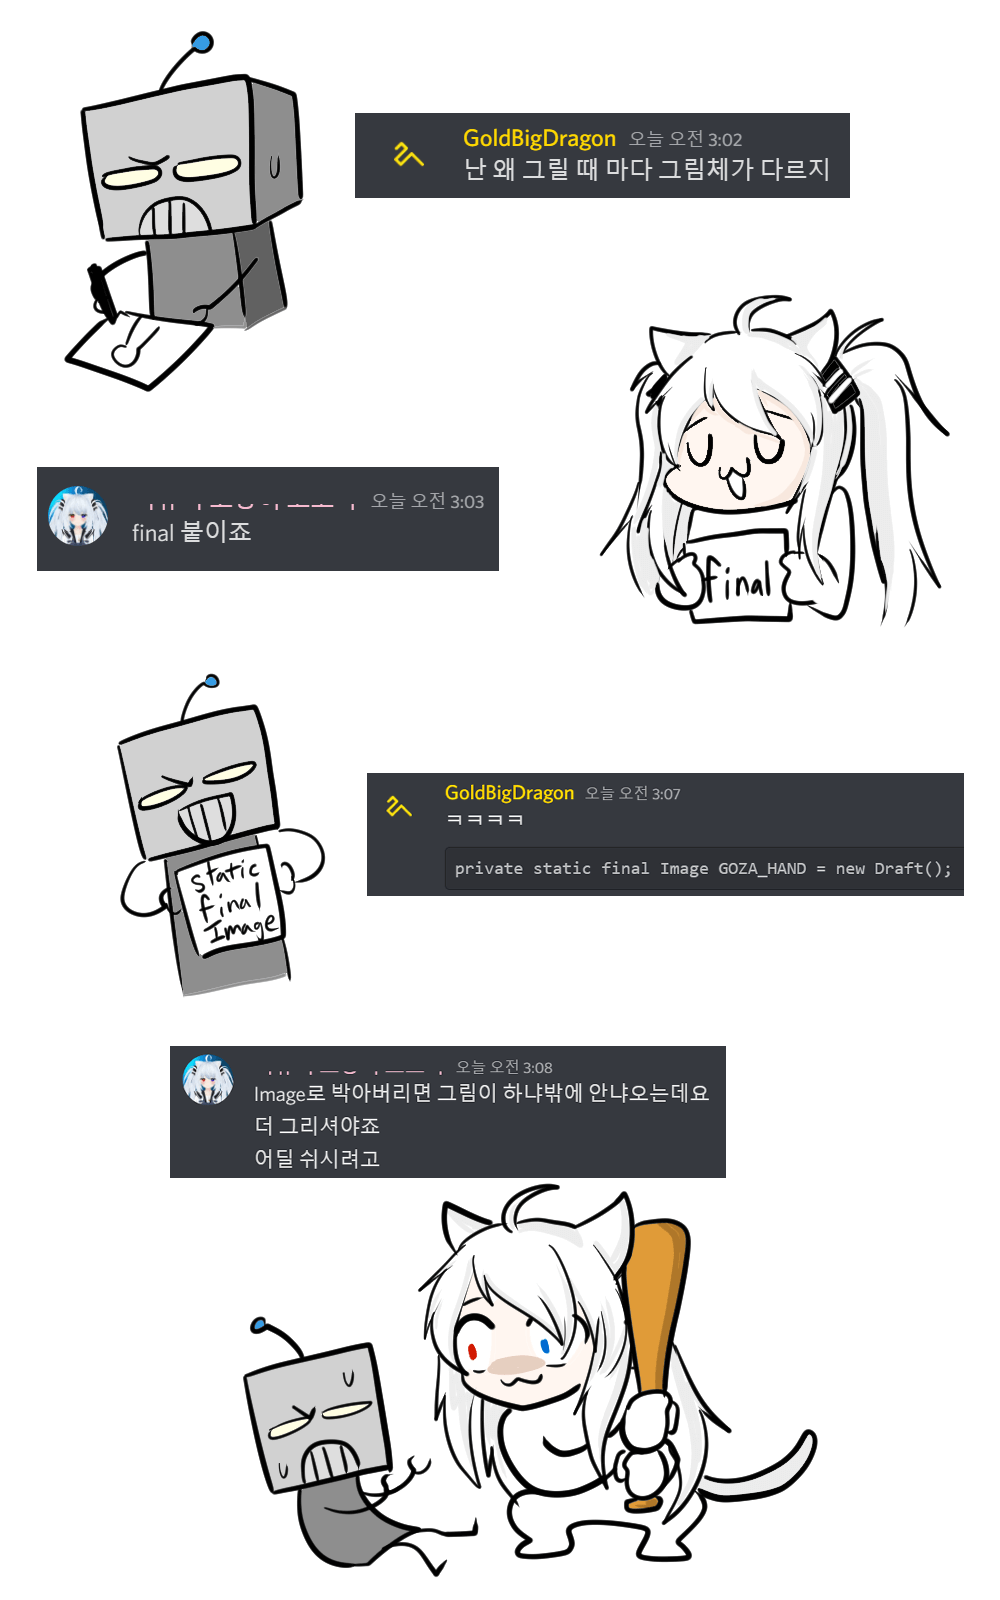 GoldBigDragon 오늘 오전 3:02
난 왜 그릴 때 마다 그림체가 다르지
오늘 오전 3:03
final 붙이죠
final
GoldBigDragon 오늘 오전 3:07
ㅋㅋㅋㅋ
private static final Image GOZA_HAND = new Draft();
static
final
Image
오늘 오전 3:08
Image로 박아버리면 그림이 하냐밖에 안냐오는데요
더 그리셔야죠
어딜 쉬시려고